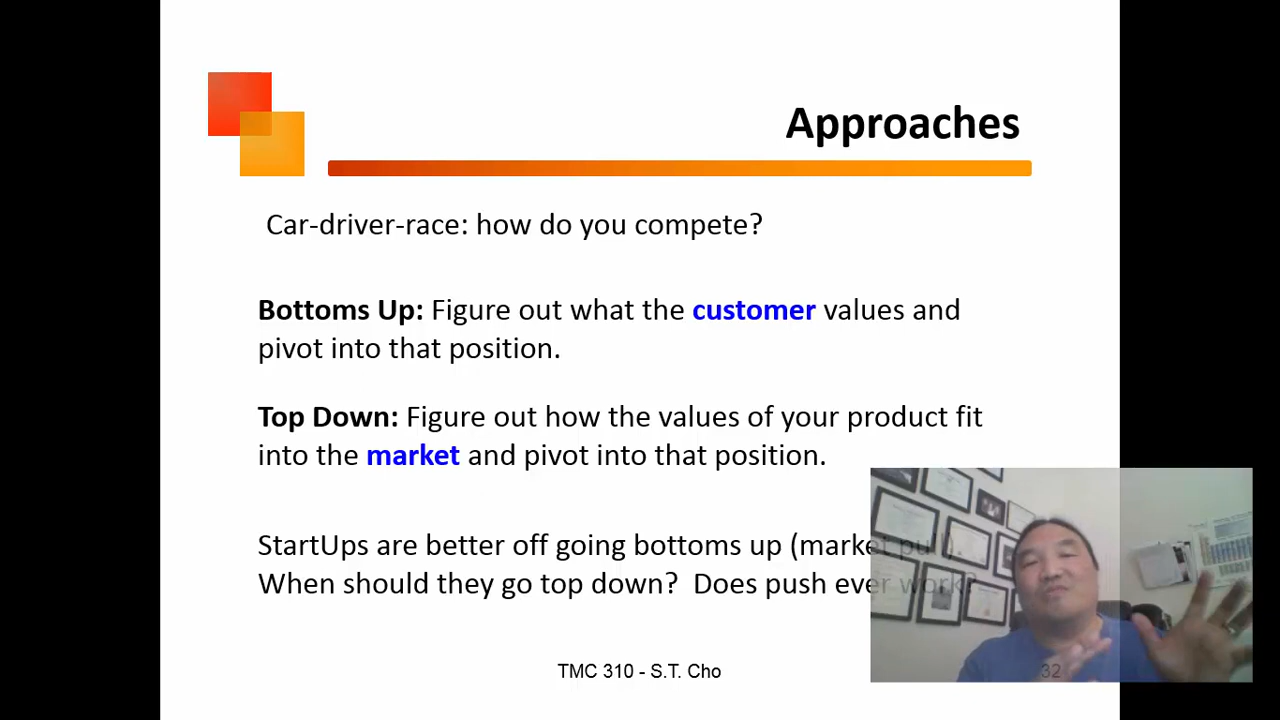 Approaches
Car-driver-race: how do you compete?
Bottoms Up: Figure out what the customer values and
pivot into that position.
Top Down: Figure out how the values of your product fit
into the market and pivot into that position.
StartUps are better off going bottoms up (market pull)
When should they go top down?  Does push ever work?
TMC 310 - S.T. Cho
32